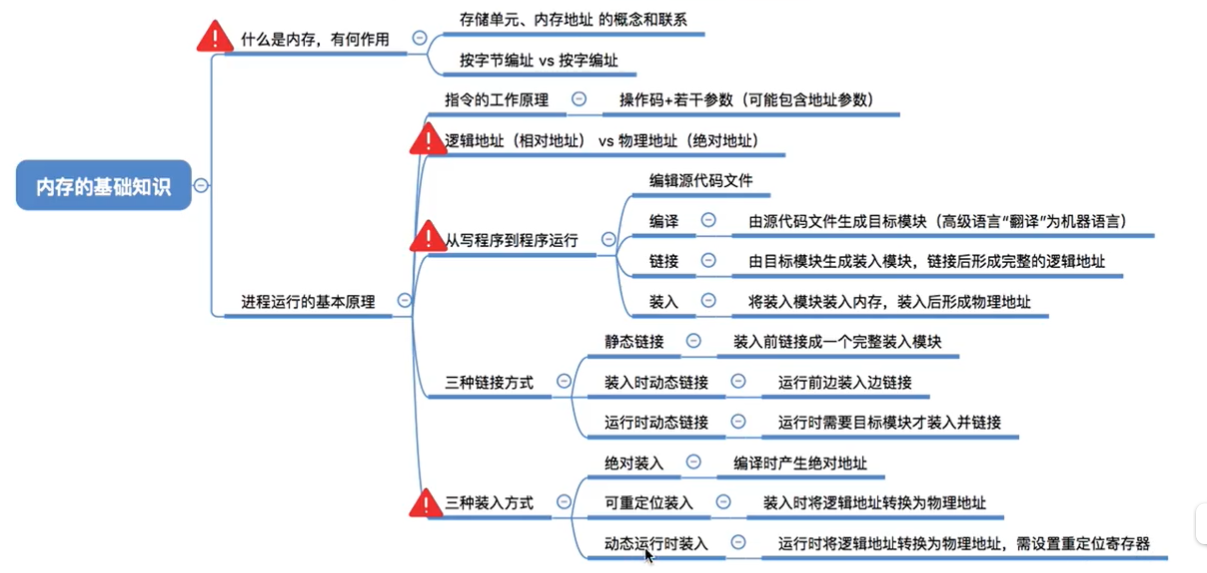 内存的基础知识
什么是内存，有何作用
存储单元、内存地址 的概念和联系
按字节编址 vs 按字编址
进程运行的基本原理
指令的工作原理
操作码+若干参数（可能包含地址参数）
逻辑地址（相对地址） vs 物理地址（绝对地址）
从写程序到程序运行
编辑源代码文件
编译
由源代码文件生成目标模块（高级语言“翻译”为机器语言）
链接
由目标模块生成装入模块，链接后形成完整的逻辑地址
装入
将装入模块装入内存，装入后形成物理地址
三种链接方式
静态链接
装入前链接成一个完整装入模块
装入时动态链接
运行前边装入边链接
运行时动态链接
运行时需要目标模块才装入并链接
三种装入方式
绝对装入
编译时产生绝对地址
可重定位装入
装入时将逻辑地址转换为物理地址
动态运行时装入
运行时将逻辑地址转换为物理地址，需设置重定位寄存器